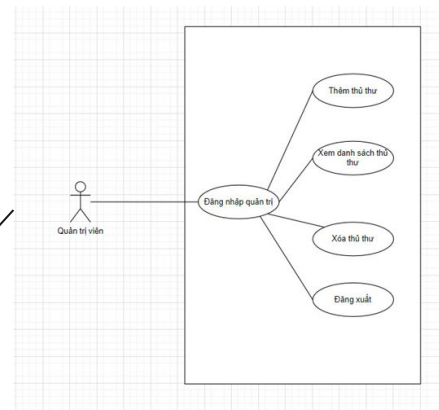 Thêm thủ thư
Xem danh sách thủ
thư
Đăng nhập quản trị
Quản trị viên
Xóa thủ thư
Đăng xuất